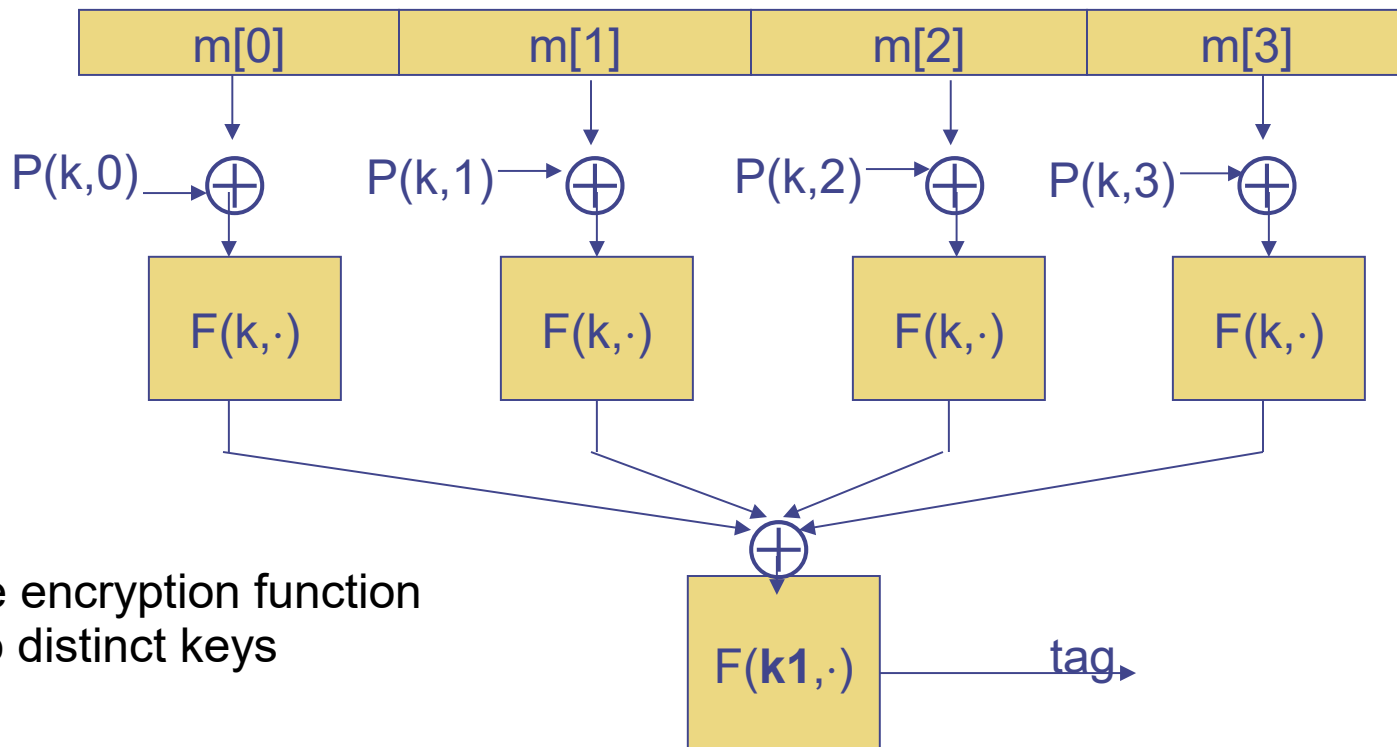 m[0] m[1] m[2] m[3]
P(k,0) P(k,1) P(k,2) P(k,3)
F(k,·) F(k,·) F(k,·) F(k,·)
encryption function
distinct keys
F(k1,·) tag